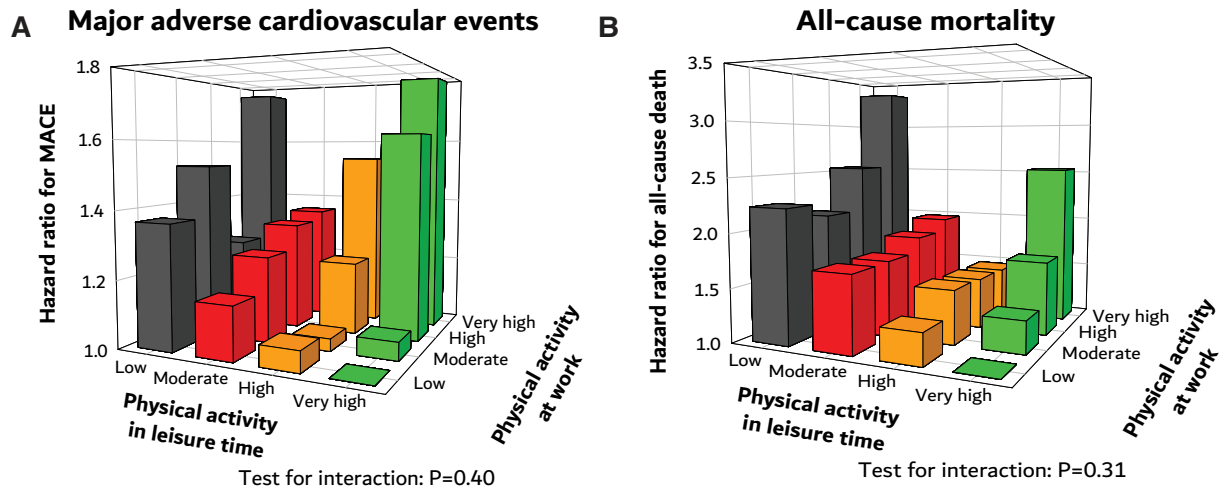 A
Major adverse cardiovascular events
Hazard ratio for MACE
1.8
1.6
1.4
1.2
1.0
Low
Moderate
High
Very high
Physical activity
in leisure time
Very high
High
Moderate
Low
Physical activity
at work
Test for interaction: P=0.40
B
All-cause mortality
Hazard ratio for all-cause death
3.5
3.0
2.5
2.0
1.5
1.0
Low
Moderate
High
Very high
Physical activity
in leisure time
Very high
High
Moderate
Low
Physical activity
at work
Test for interaction: P=0.31